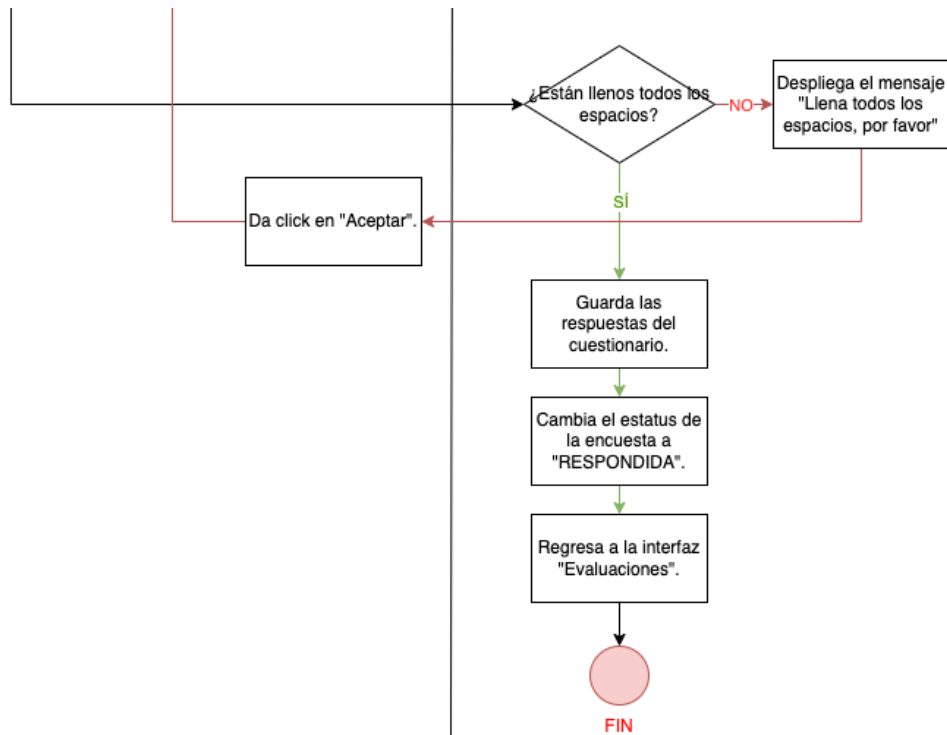 ¿Están llenos todos los
espacios?
NO
Despliega el mensaje
"Llena todos los
espacios, por favor"
SÍ
Da click en "Aceptar".
Guarda las
respuestas del
cuestionario.
Cambia el estatus de
la encuesta a
"RESPONDIDA".
Regresa a la interfaz
"Evaluaciones".
FIN